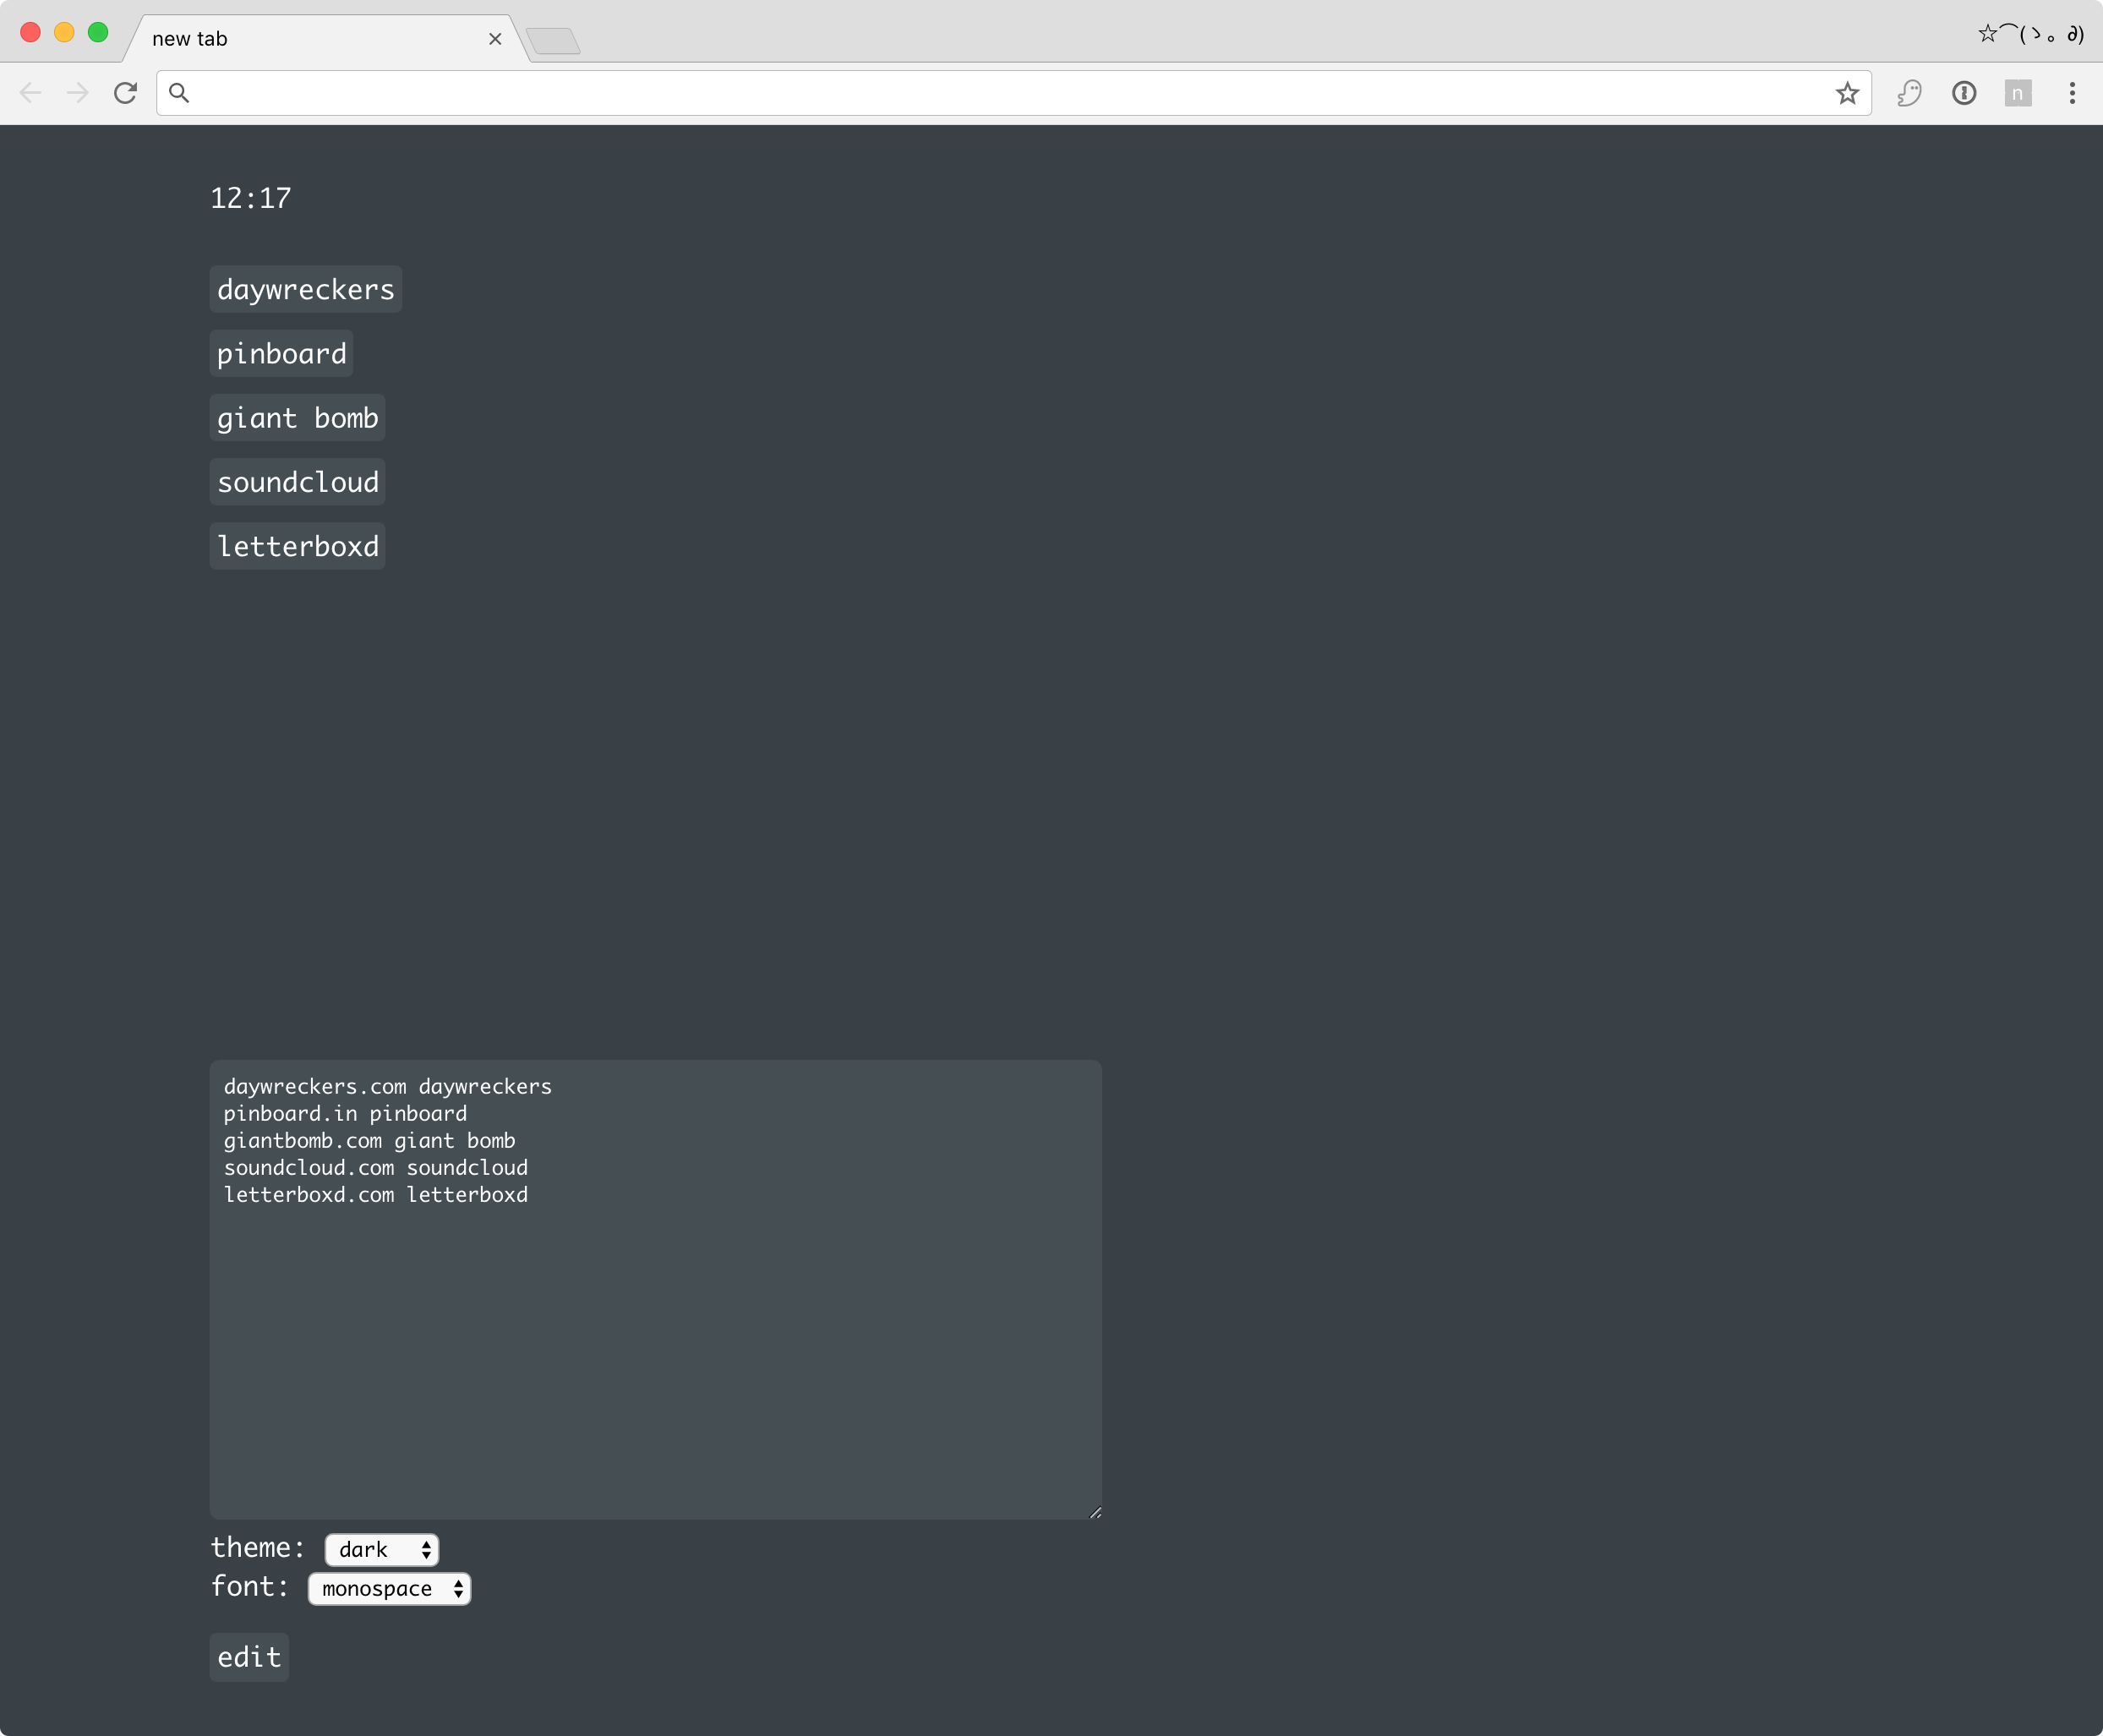 new tab
☆⌒(ゝ。∂)
n
12:17
daywreckers
pinboard
giant bomb
soundcloud
letterboxd
daywreckers.com daywreckers
pinboard.in pinboard
giantbomb.com giant bomb
soundcloud.com soundcloud
letterboxd.com letterboxd
theme: dark
font: monospace
edit